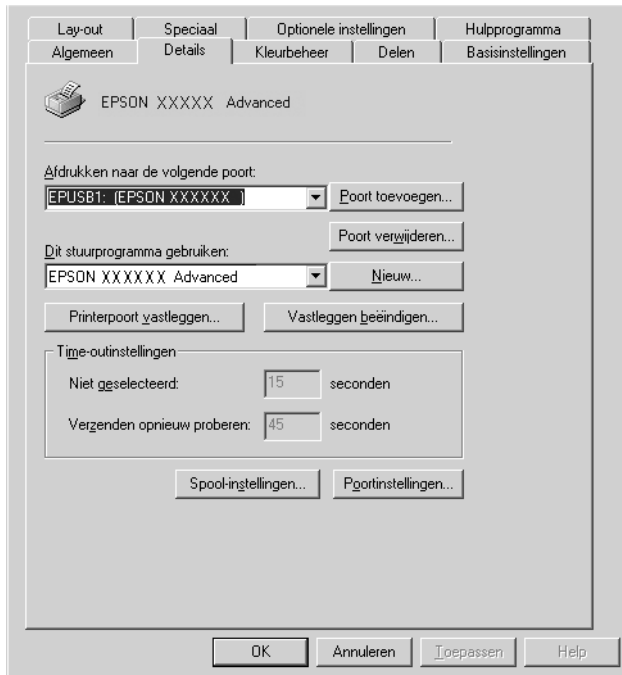 Lay-out Speciaal Optionele instellingen Hulpprogramma
Algemeen Details Kleurbeheer Delen Basisinstellingen
EPSON XXXXX Advanced
Afdrukken naar de volgende poort:
EPUSB1: (EPSON XXXXXX ) Poort toevoegen...
Poort verwijderen...
Dit stuurprogramma gebruiken:
EPSON XXXXXX Advanced Nieuw...
Printerpoort vastleggen... Vastleggen beëindigen...
Time-outinstellingen
Niet geselecteerd: 15 seconden
Verzenden opnieuw proberen: 45 seconden
Spool-instellingen... Poortinstellingen...
OK Annuleren Toepassen Help